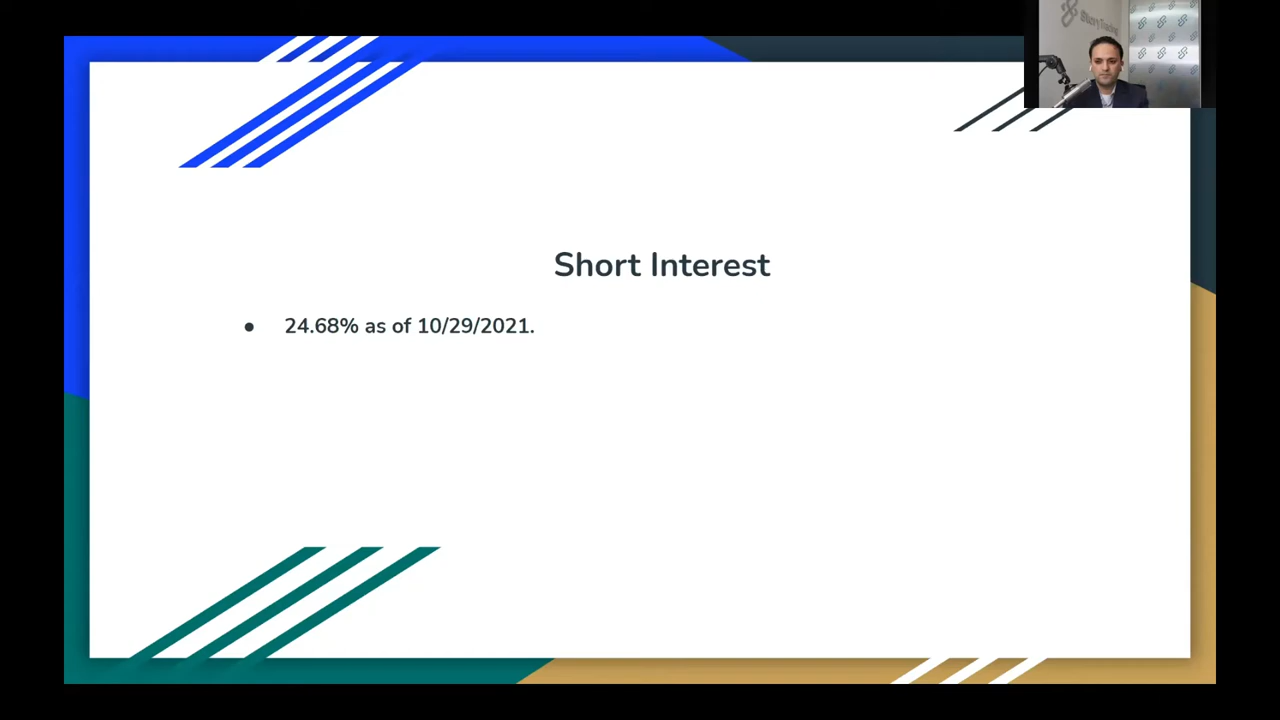 Short Interest
● 24.68% as of 10/29/2021.